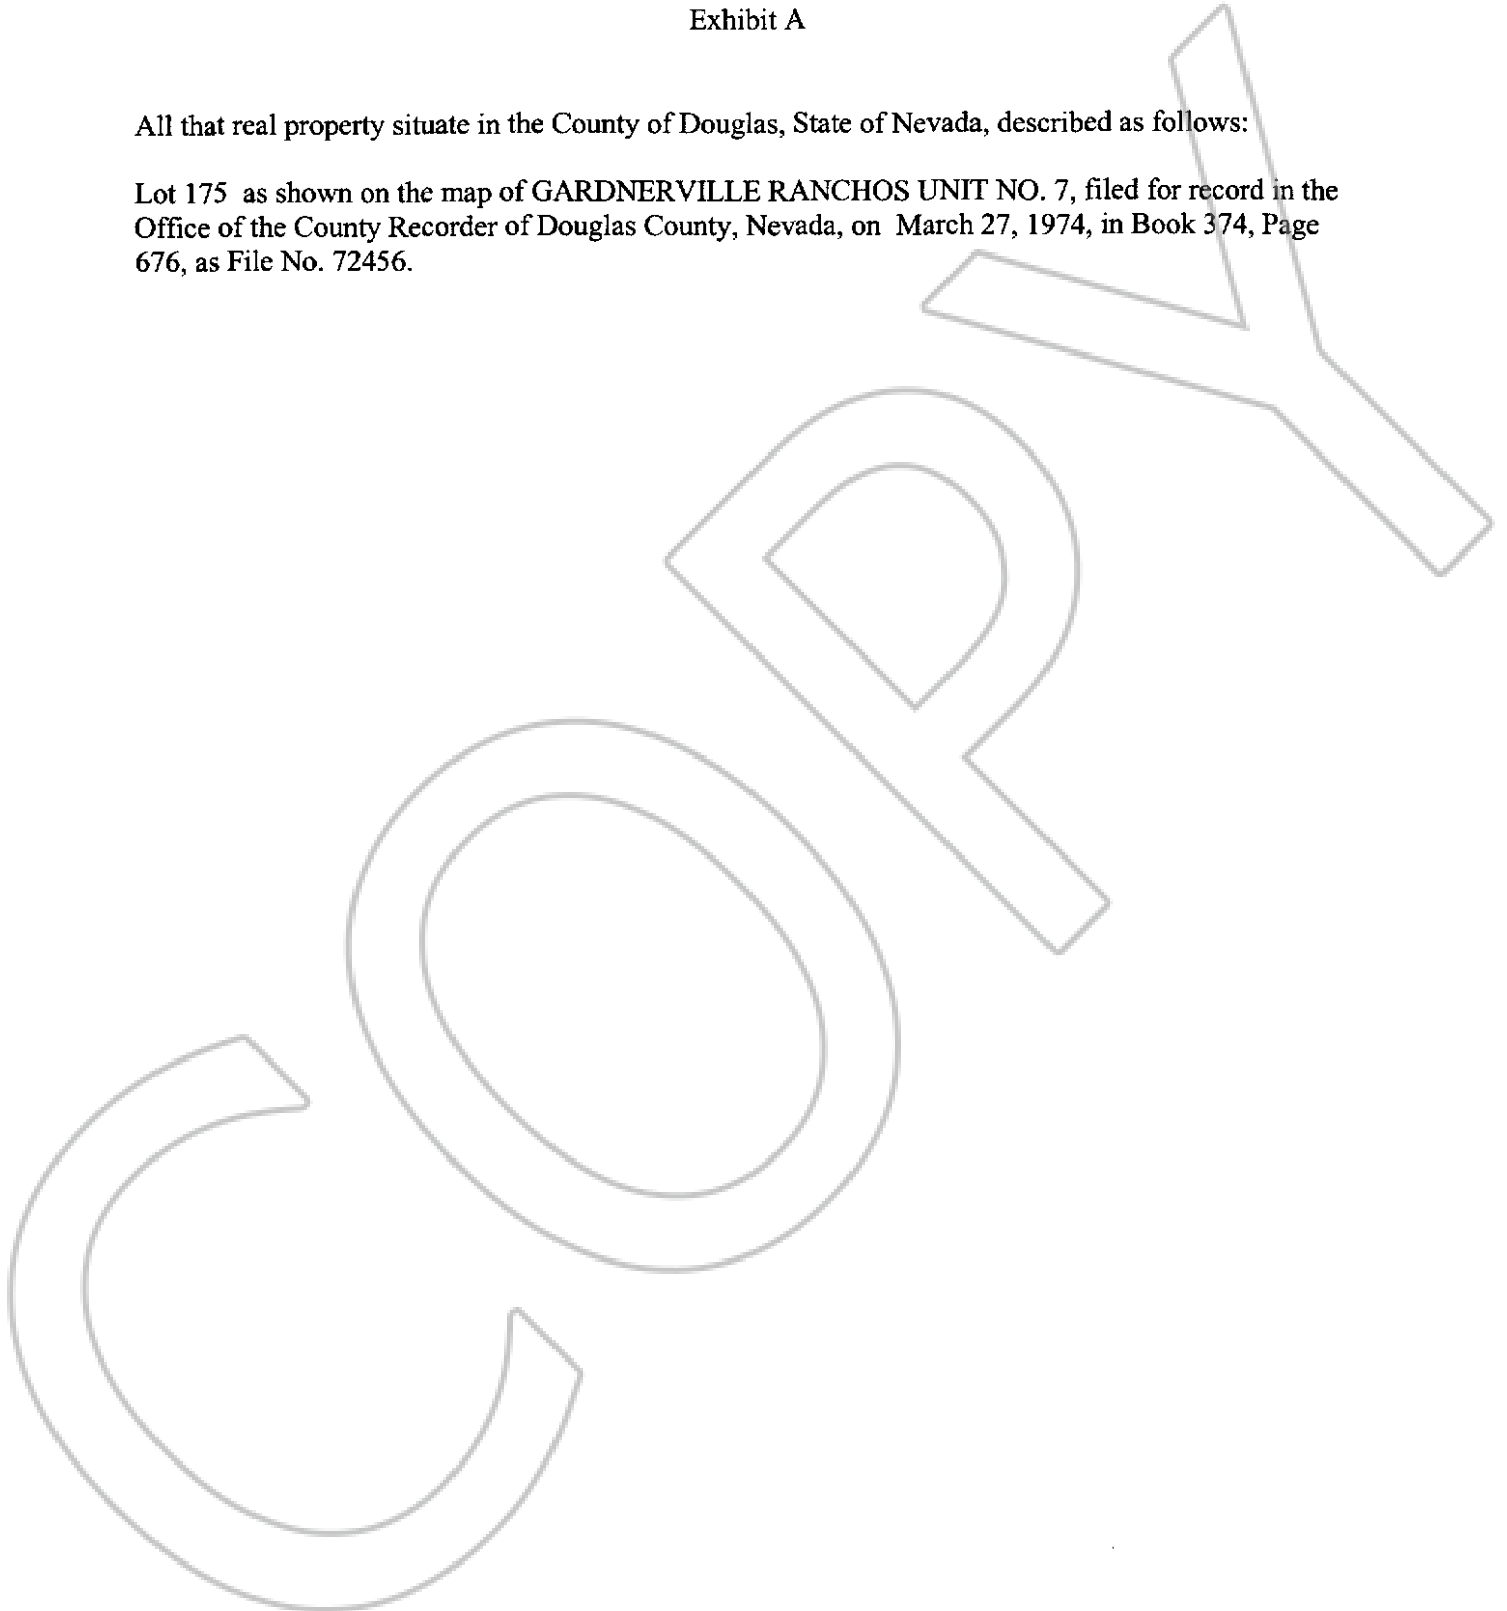 Exhibit A
All that real property situate in the County of Douglas, State of Nevada, described as follows:
Lot 175 as shown on the map of GARDNERVILLE RANCHOS UNIT NO. 7, filed for record in the
Office of the County Recorder of Douglas County, Nevada, on March 27, 1974, in Book 374, Page
676, as File No. 72456.
COPY